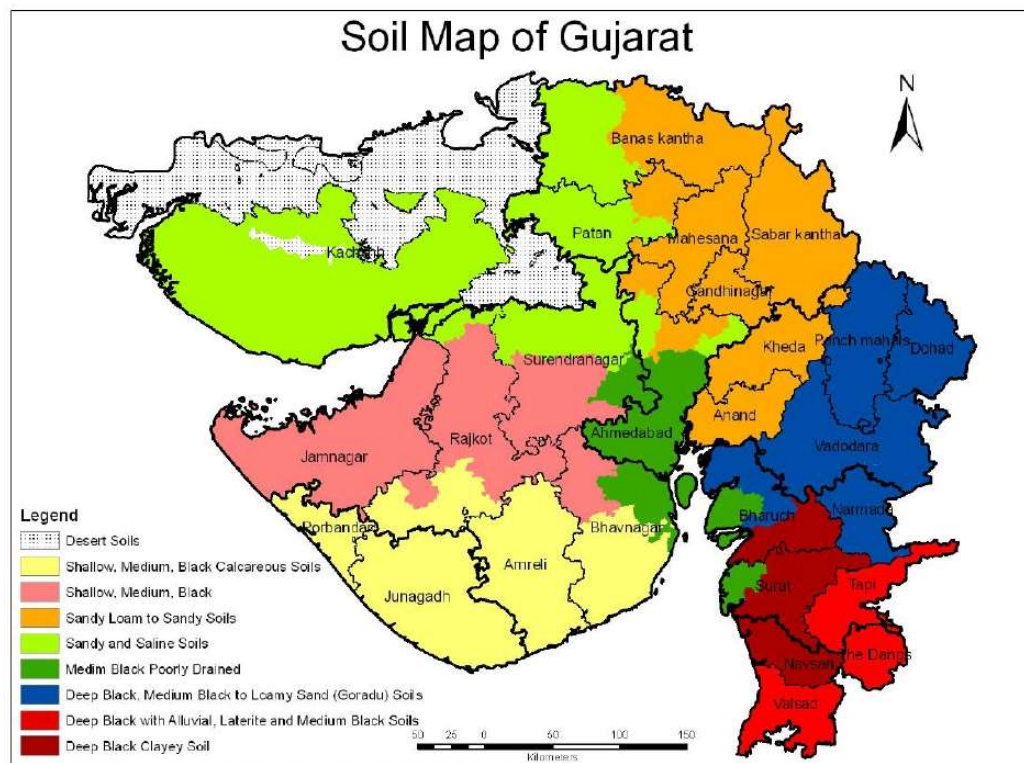 Soil Map of Gujarat
N
Banas kantha
Patan
Mahesana
Sabar kantha
Kachchh
Gandhinagar
Kheda
Panch mahals
Dohad
Surendranagar
Anand
Ahmedabad
Vadodara
Rajkot
Jamnagar
Porbandar
Bhavnagar
Bharuch
Narmada
Amreli
Junagadh
Surat
Tapi
Navsari
The Dangs
Valsad
Legend
Desert Soils
Shallow, Medium, Black Calcareous Soils
Shallow, Medium, Black
Sandy Loam to Sandy Soils
Sandy and Saline Soils
Medim Black Poorly Drained
Deep Black, Medium Black to Lcamy Sand (Goradu) Soils
Deep Black with Alluvial, Laterite and Medium Black Soils
Deep Black Clayey Soil
50 25 0 50 100 150
Kilometers